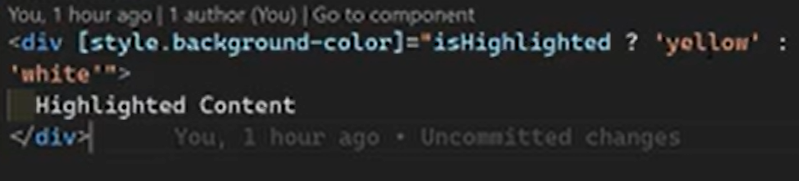 You, 1 hour ago | 1 author (You) | Go to component
<div [style.background-color]="isHighlighted ? 'yellow' :
'white'">
Highlighted Content
</div> You, 1 hour ago • Uncommitted changes